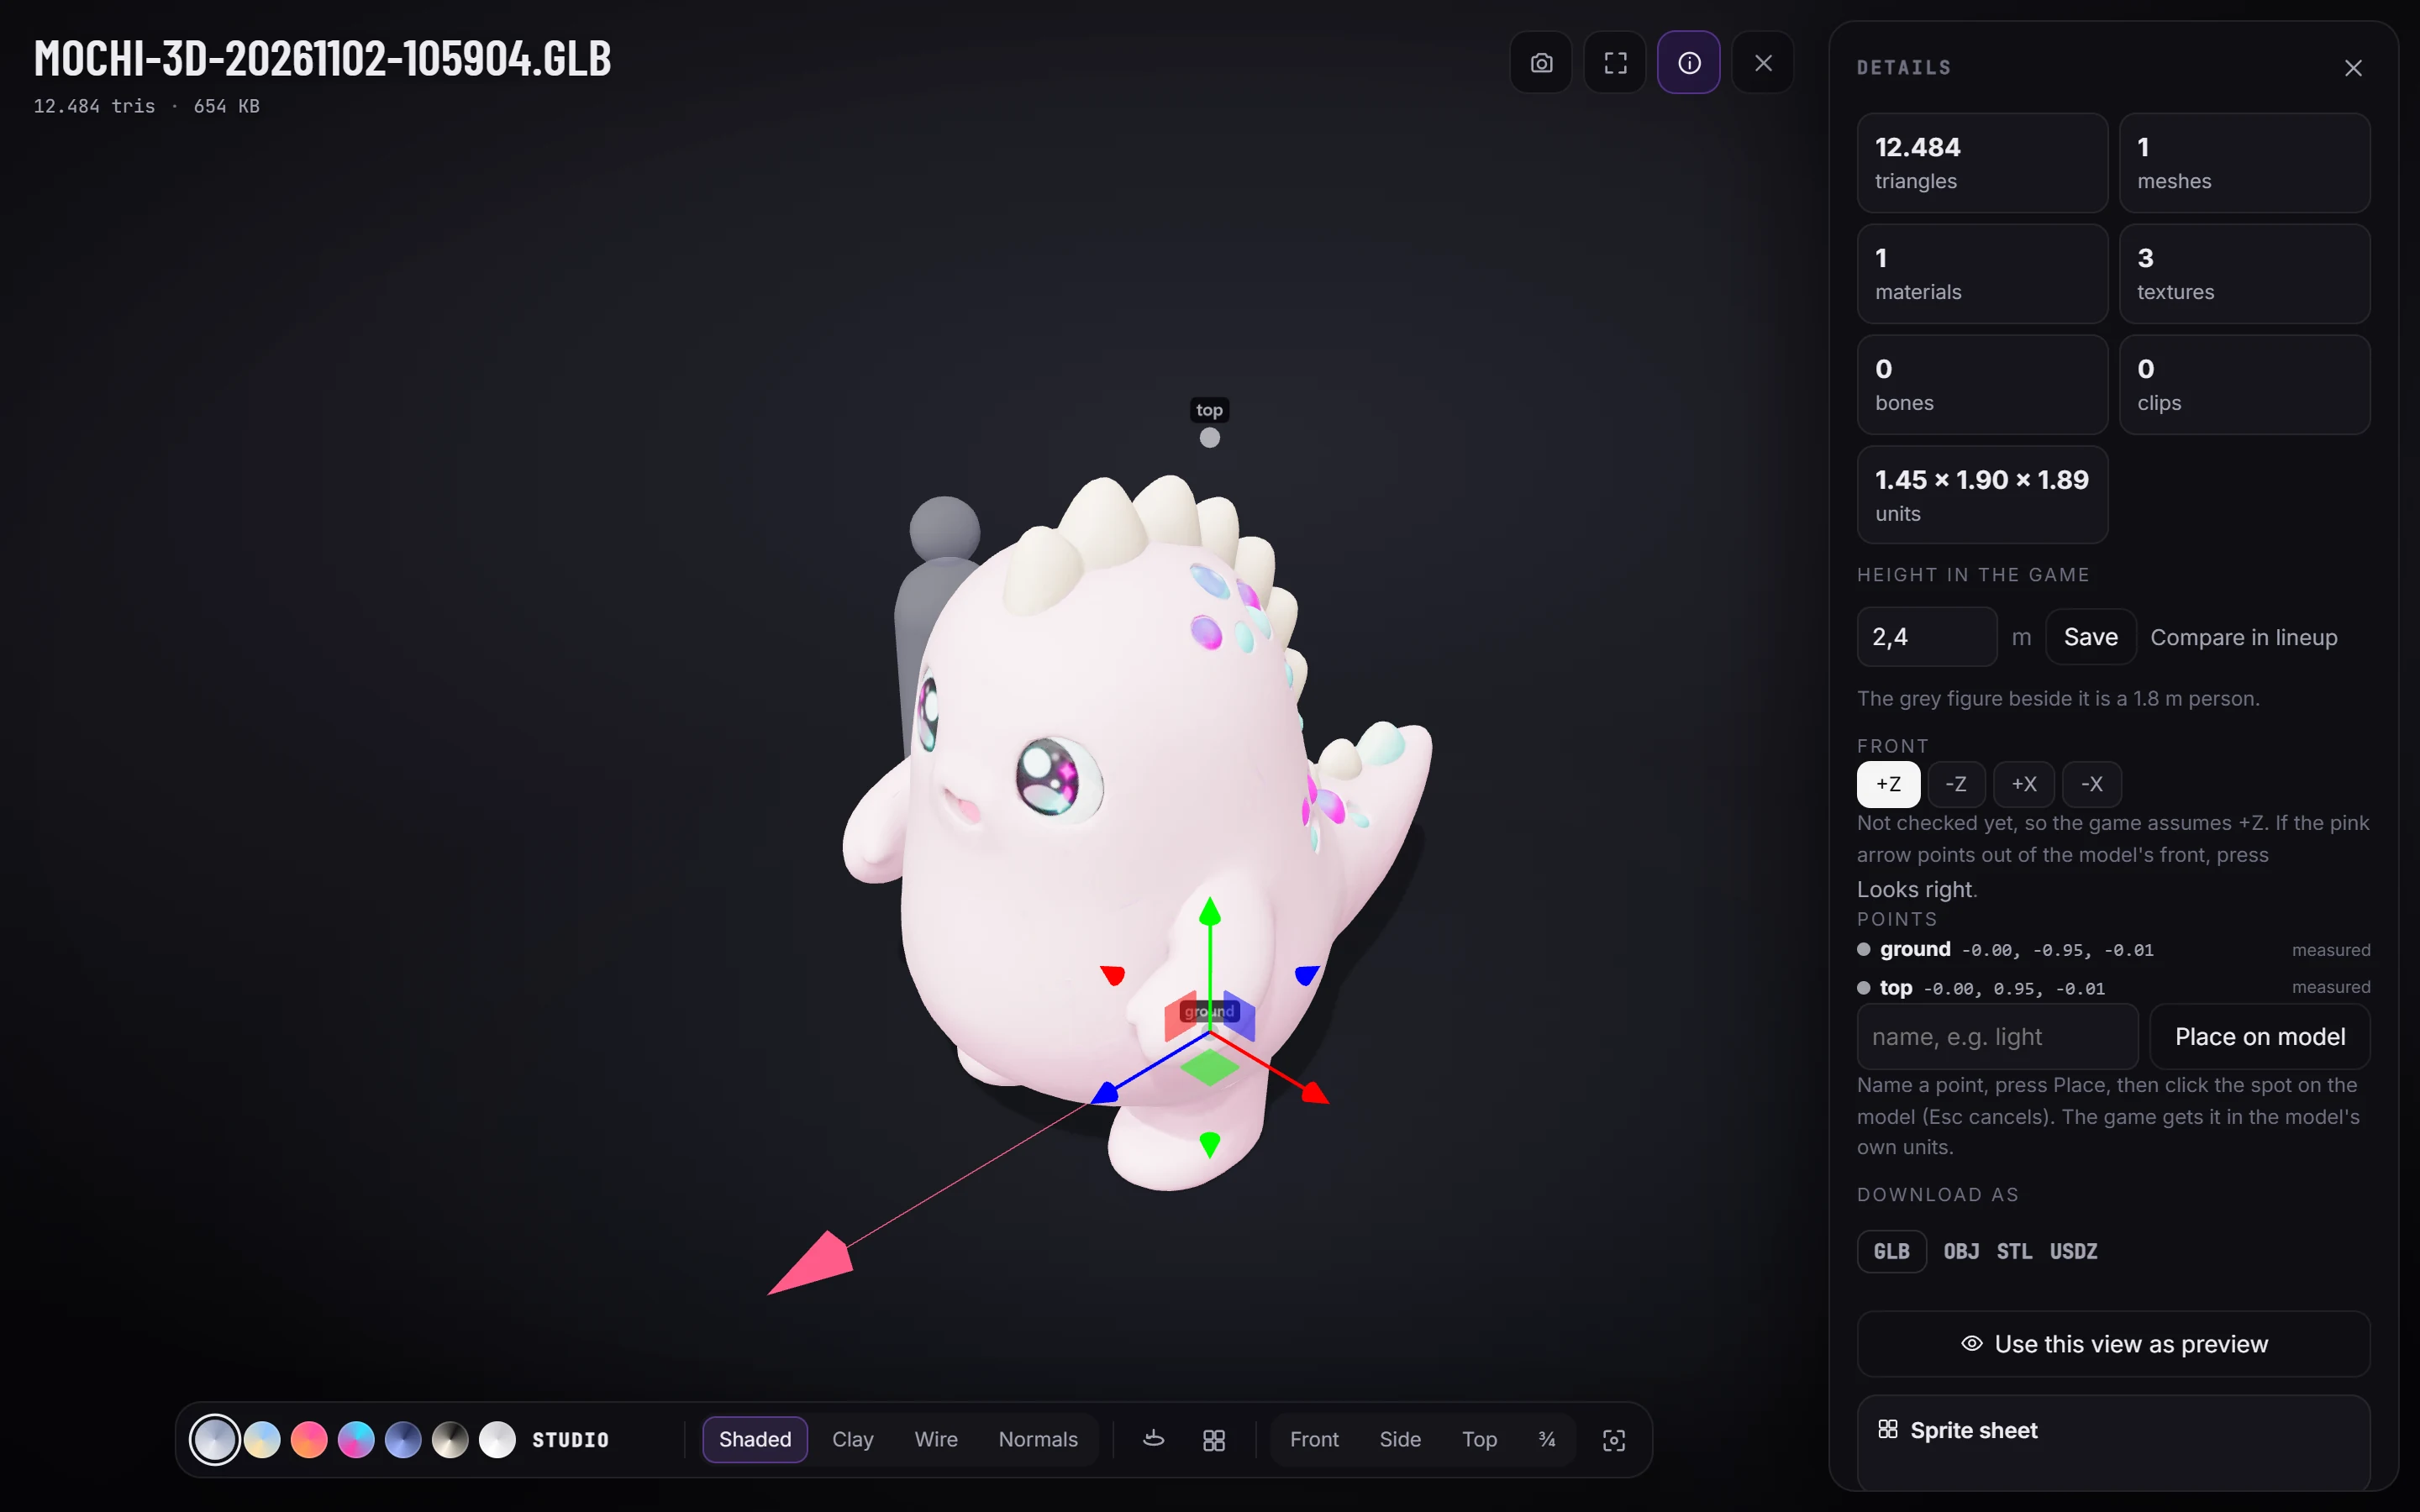 MOCHI-3D-20261102-105904.GLB
12.484 tris · 654 KB
top
ground
STUDIO
Shaded
Clay
Wire
Normals
Front
Side
Top
¾
DETAILS
12.484
triangles
1
meshes
1
materials
3
textures
0
bones
0
clips
1.45 × 1.90 × 1.89
units
HEIGHT IN THE GAME
2,4 m Save Compare in lineup
The grey figure beside it is a 1.8 m person.
FRONT
+Z -Z +X -X
Not checked yet, so the game assumes +Z. If the pink
arrow points out of the model's front, press
Looks right.
POINTS
ground -0.00, -0.95, -0.01 measured
top -0.00, 0.95, -0.01 measured
name, e.g. light Place on model
Name a point, press Place, then click the spot on the
model (Esc cancels). The game gets it in the model's
own units.
DOWNLOAD AS
GLB OBJ STL USDZ
Use this view as preview
Sprite sheet